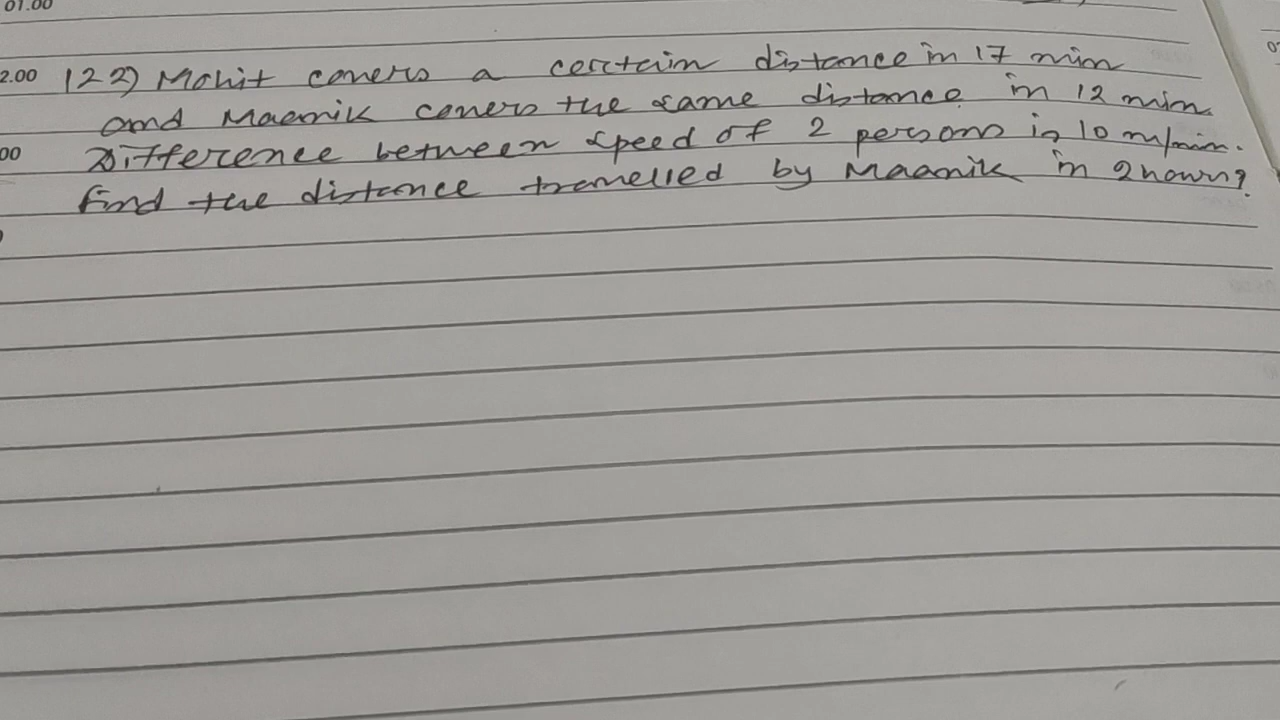 01.00
2.00 122) Mohit covers a certain distance in 17 min
and Maanik covers the same distance in 12 min
00 Difference between speed of 2 persons is 10 m/min.
find the distance travelled by Maanik in 2 hours?